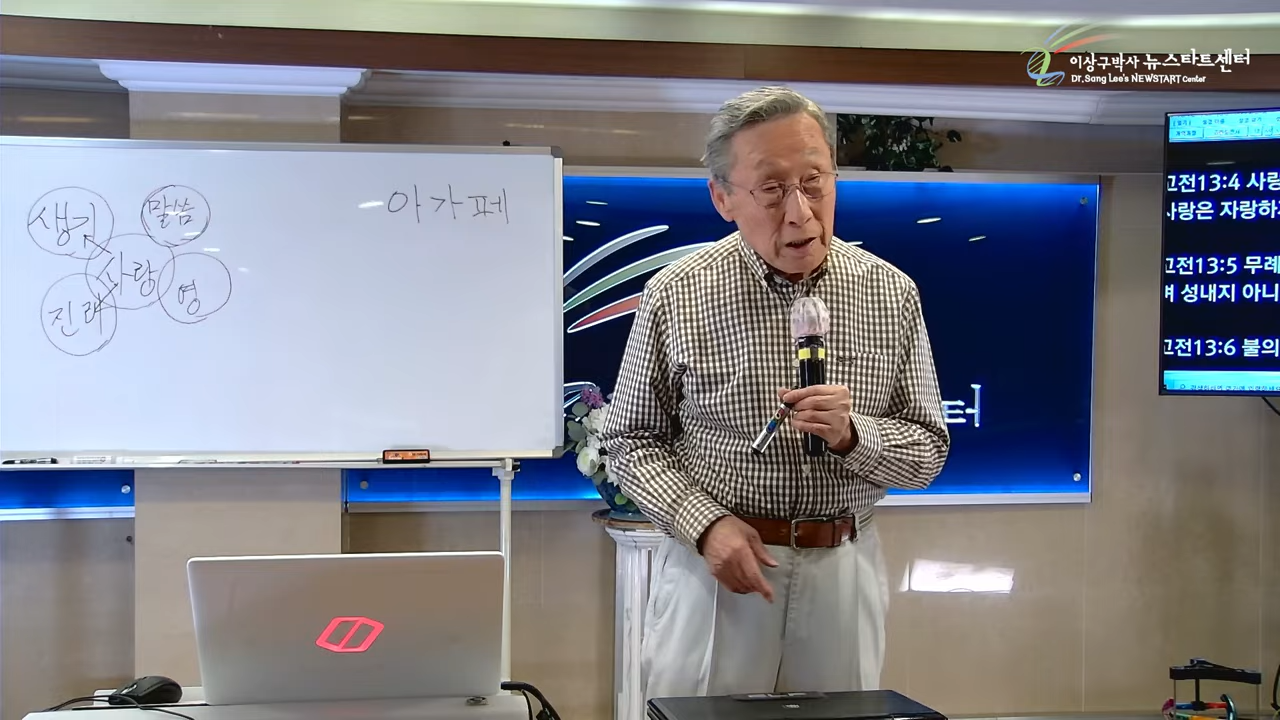 이상구박사 뉴스타트센터
Dr. Sang Lee's NEWSTART Center
생기
말씀
사랑
진리
영
아가페
고전13:4 사랑
사랑은 자랑하
고전13:5 무례
며 성내지 아니
고전13:6 불의
터